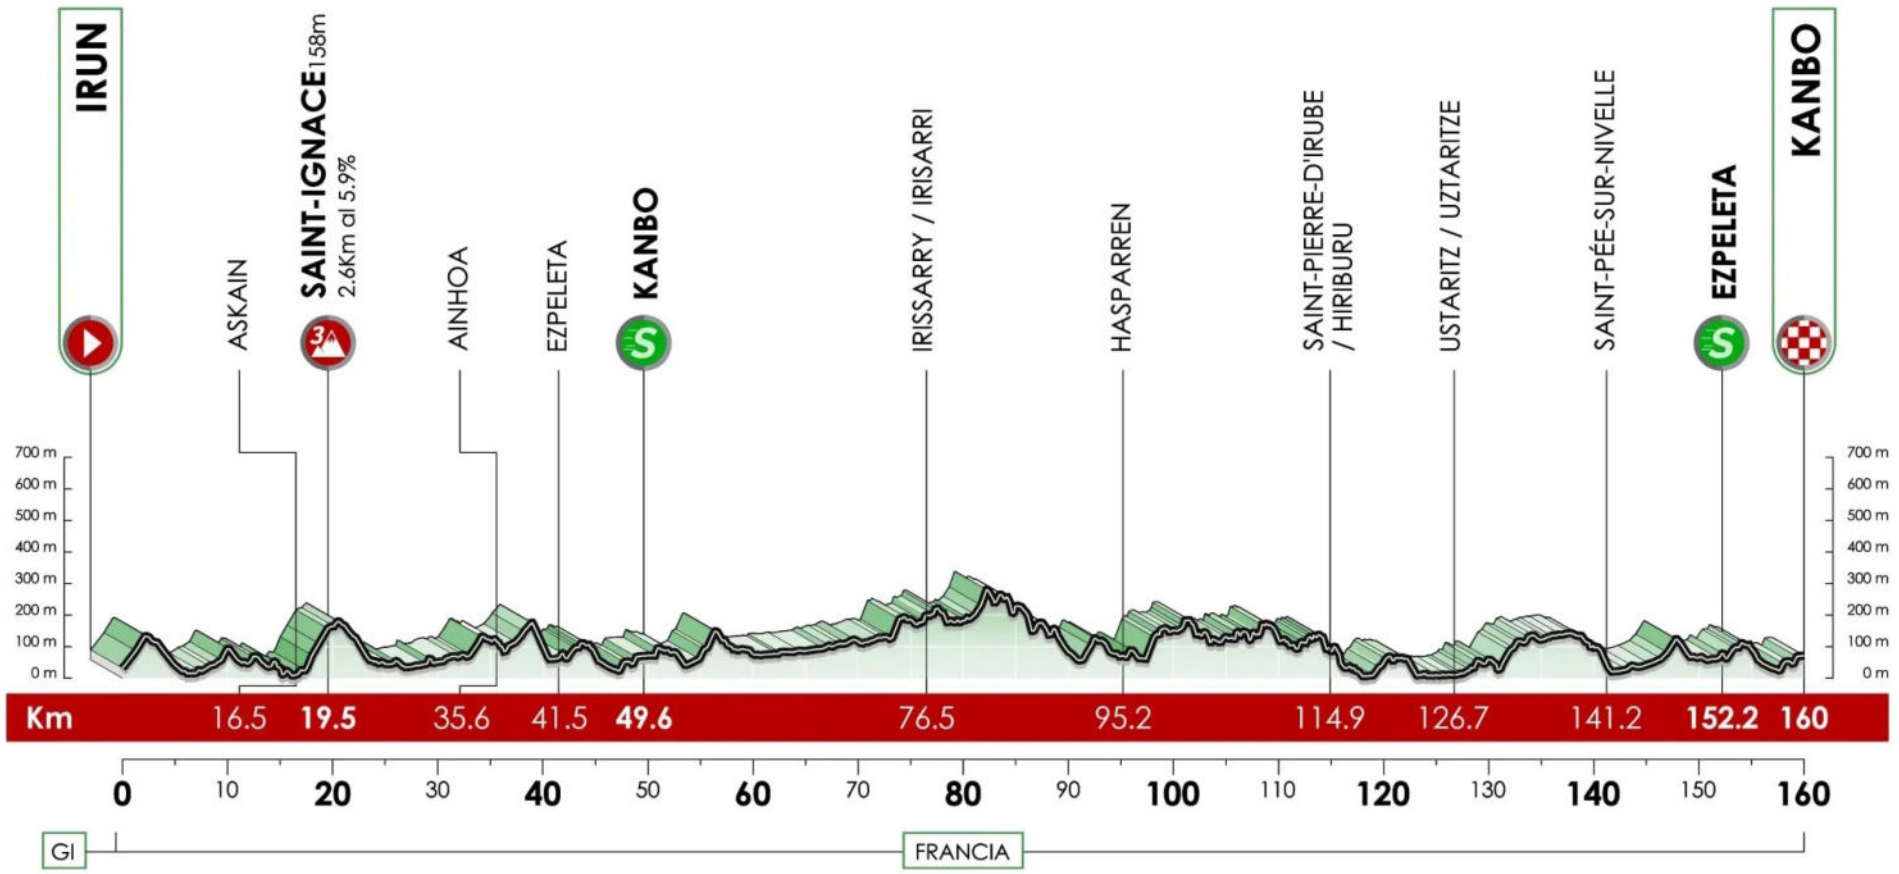 IRUN
ASKAIN
SAINT-IGNACE 158m
2.6Km al 5.9%
3
AINHOA
EZPELETA
KANBO
S
IRISSARRY / IRISARRI
HASPARREN
SAINT-PIERRE-D'IRUBE
/ HIRIBURU
USTARITZ / UZTARITZE
SAINT-PÉE-SUR-NIVELLE
EZPELETA
S
KANBO
700 m
600 m
500 m
400 m
300 m
200 m
100 m
0 m
700 m
600 m
500 m
400 m
300 m
200 m
100 m
0 m
Km 16.5 19.5 35.6 41.5 49.6 76.5 95.2 114.9 126.7 141.2 152.2 160
0 10 20 30 40 50 60 70 80 90 100 110 120 130 140 150 160
GI FRANCIA